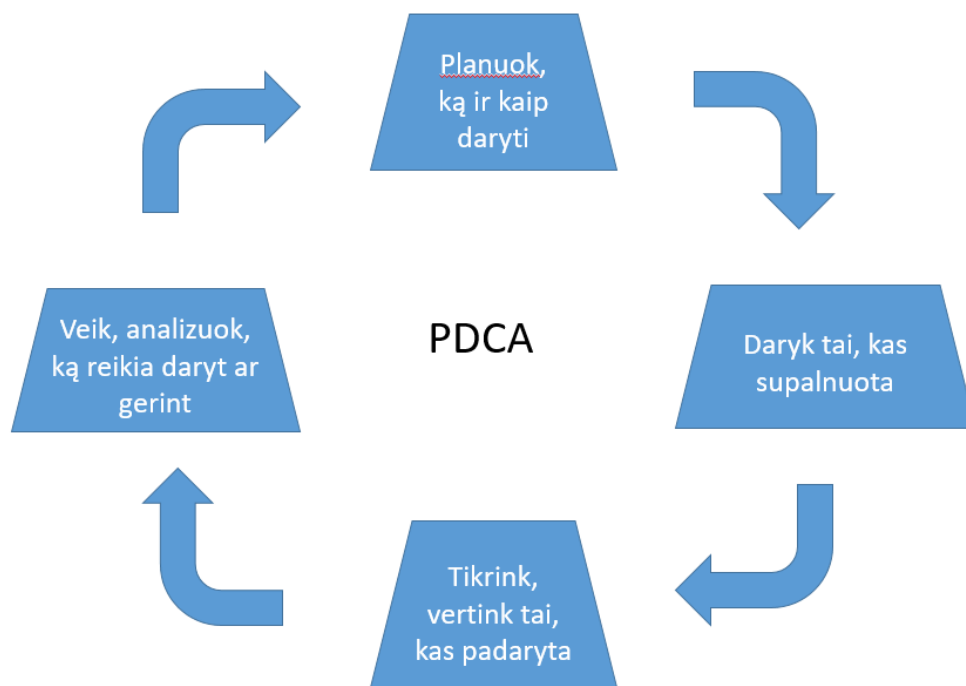 Planuok,
ką ir kaip
daryti
Veik, analizuok,
ką reikia daryt ar
gerint
PDCA
Daryk tai, kas
supalnuota
Tikrink,
vertink tai,
kas padaryta